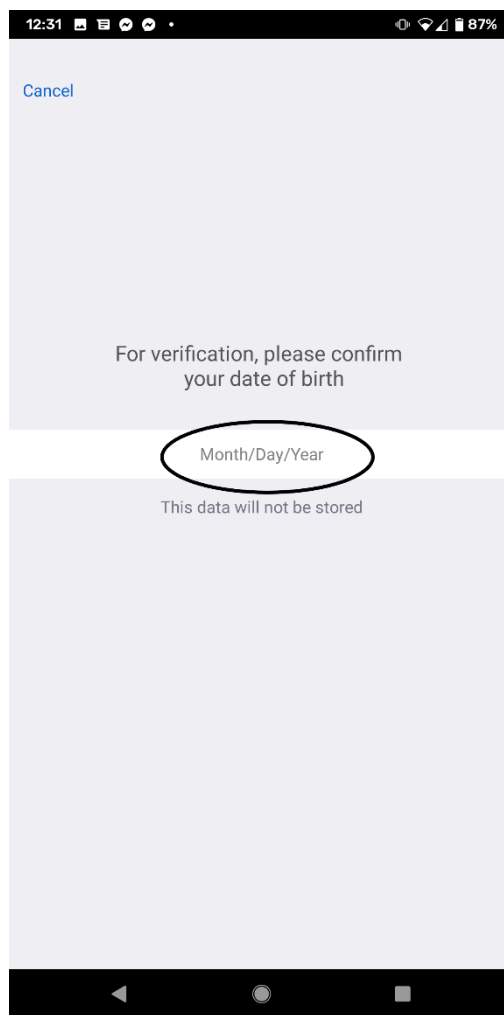 12:31 87%
Cancel
For verification, please confirm
your date of birth
Month/Day/Year
This data will not be stored